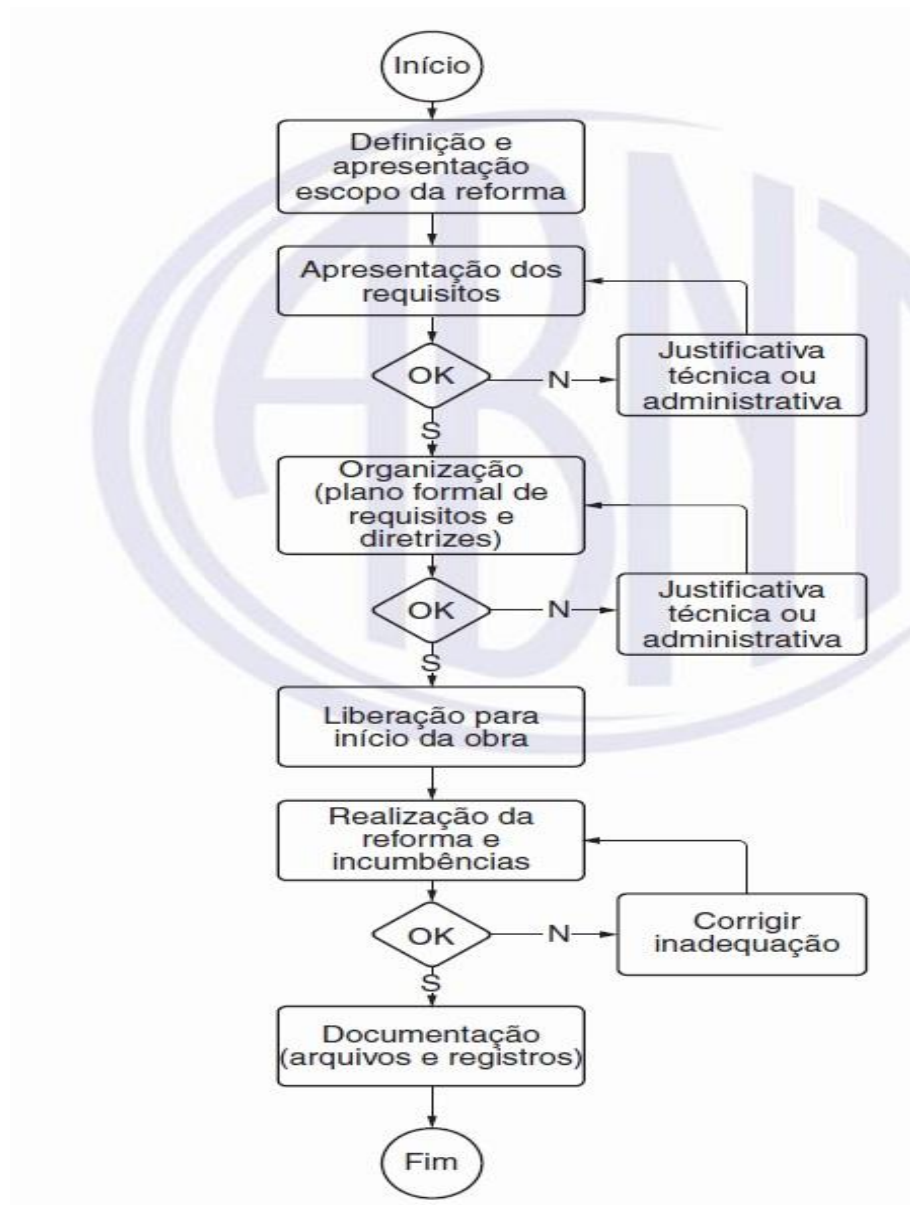 Início
Definição e
apresentação
escopo da reforma
Apresentação dos
requisitos
OK
N
Justificativa
técnica ou
administrativa
S
Organização
(plano formal de
requisitos e
diretrizes)
OK
N
Justificativa
técnica ou
administrativa
S
Liberação para
início da obra
Realização da
reforma e
incumbências
OK
N
Corrigir
inadequação
S
Documentação
(arquivos e registros)
Fim
ABNT